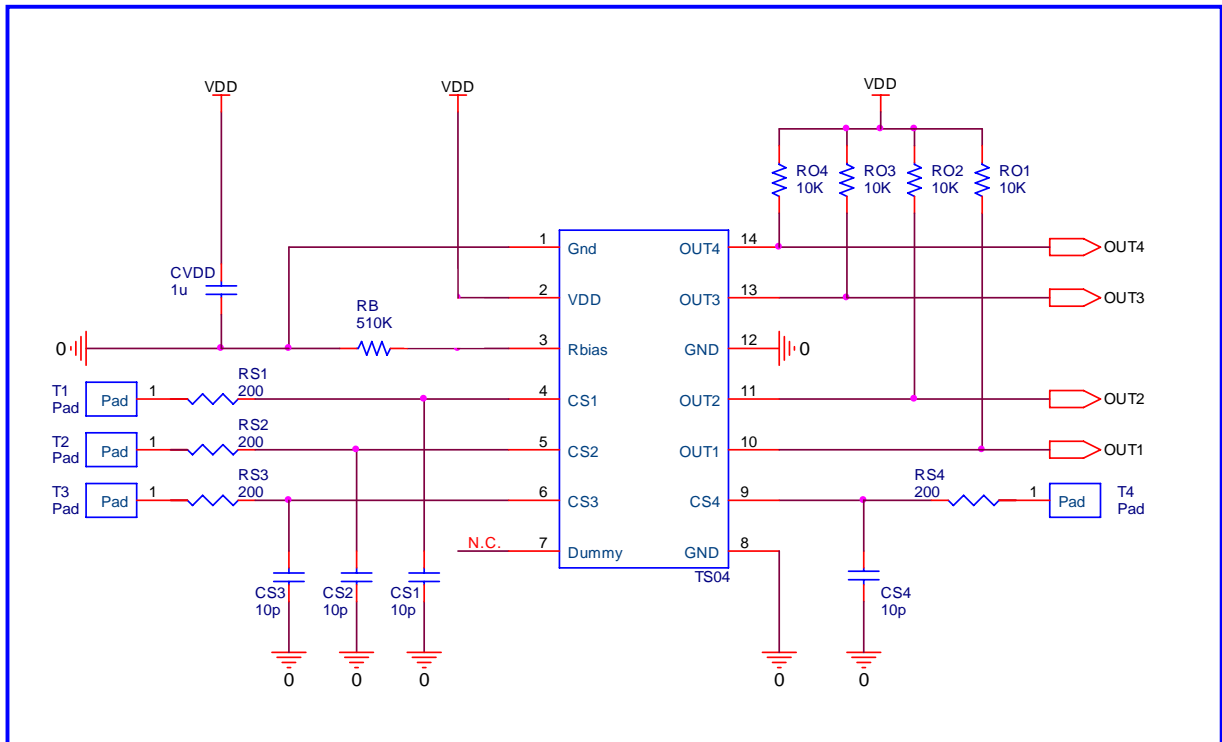 VDD
VDD
VDD
RO4
10K
RO3
10K
RO2
10K
RO1
10K
1
Gnd
OUT4
14
OUT4
CVDD
1u
2
VDD
OUT3
13
OUT3
RB
510K
0
3
Rbias
GND
12
0
T1
Pad
Pad
1
RS1
200
4
CS1
OUT2
11
OUT2
T2
Pad
Pad
1
RS2
200
5
CS2
OUT1
10
OUT1
T3
Pad
Pad
1
RS3
200
6
CS3
CS4
9
RS4
200
1
Pad
T4
Pad
N.C.
7
Dummy
GND
8
TS04
CS3
10p
CS2
10p
CS1
10p
CS4
10p
0
0
0
0
0